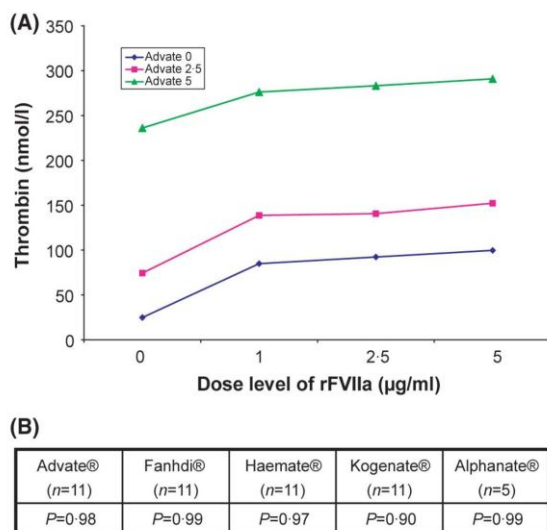 (A)
350
300
250
200
150
100
50
0
Thrombin (nmol/l)
Advate 0
Advate 2·5
Advate 5
0 1 2·5 5
Dose level of rFVIIa (µg/ml)
(B)
Advate® Fanhdi® Haemate® Kogenate® Alphanate®
(n=11) (n=11) (n=11) (n=11) (n=5)
P=0·98 P=0·99 P=0·97 P=0·90 P=0·99